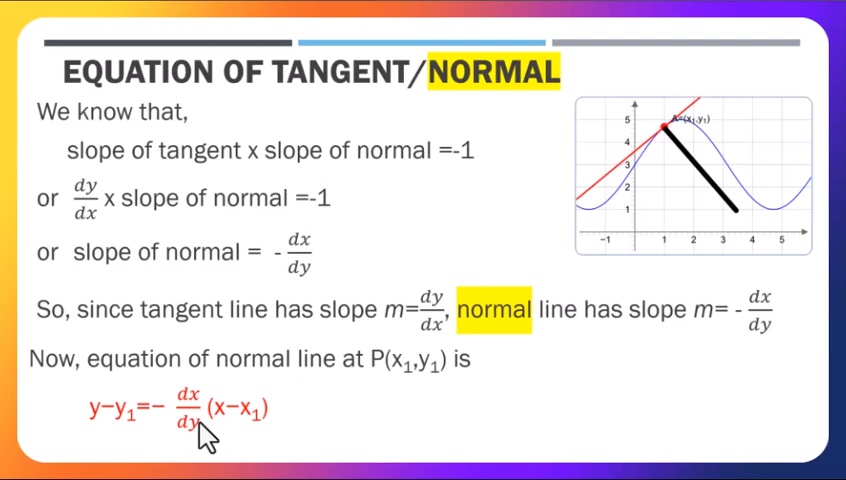 EQUATION OF TANGENT/NORMAL
We know that,
slope of tangent x slope of normal =-1
or dy/dx x slope of normal =-1
or slope of normal = - dx/dy
So, since tangent line has slope m=dy/dx, normal line has slope m= - dx/dy
Now, equation of normal line at P(x₁,y₁) is
y−y₁=− dx/dy (x−x₁)
A=(x₁,y₁)
5
4
3
2
1
−1 1 2 3 4 5